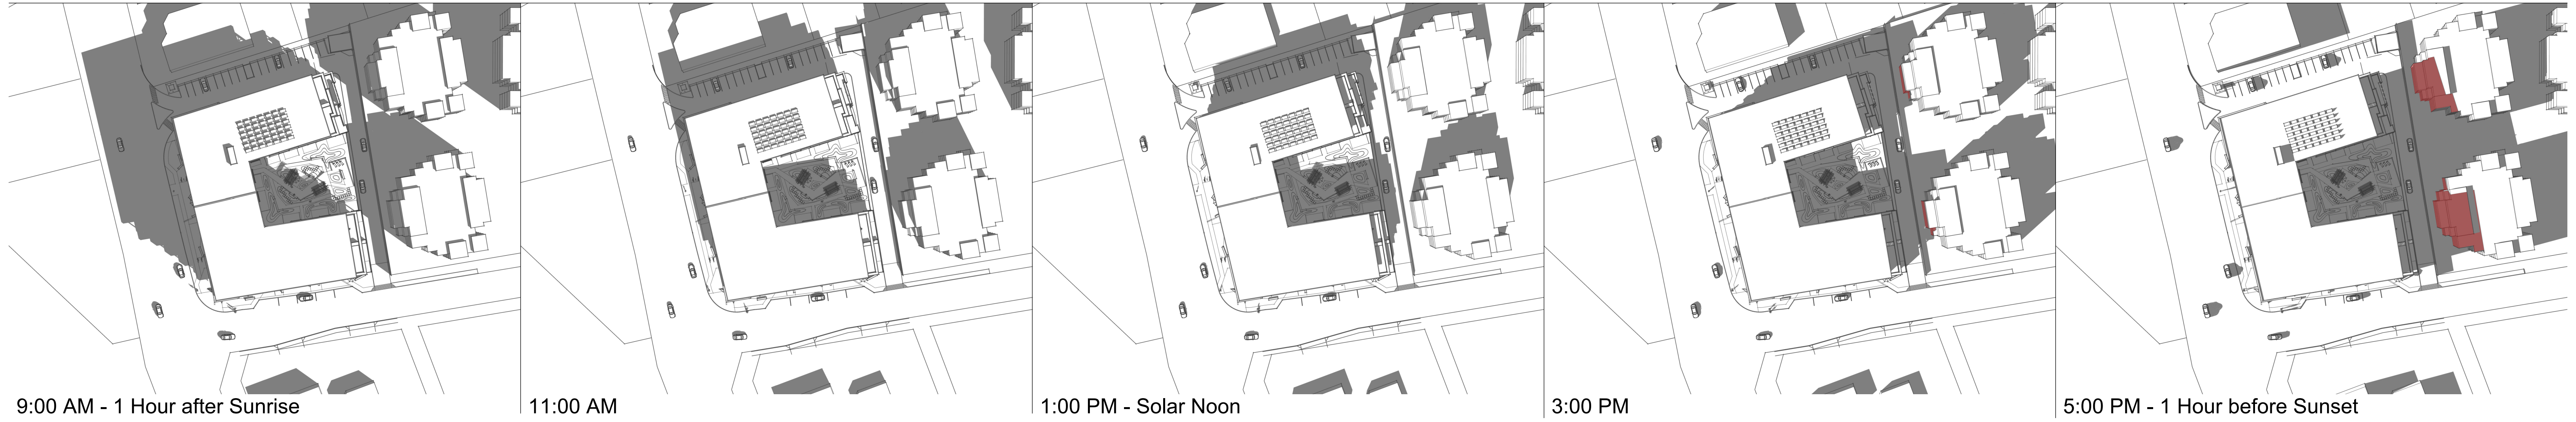 9:00 AM - 1 Hour after Sunrise
11:00 AM
1:00 PM - Solar Noon
3:00 PM
5:00 PM - 1 Hour before Sunset